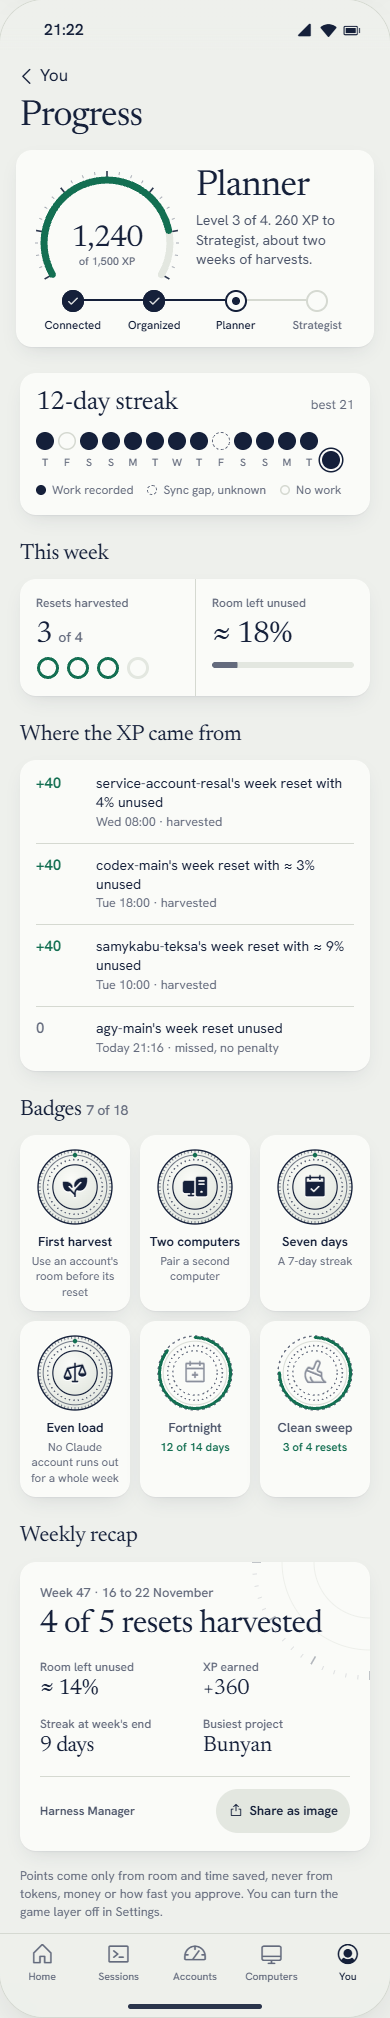 21:22
You
Progress
1,240
of 1,500 XP
Planner
Level 3 of 4. 260 XP to
Strategist, about two
weeks of harvests.
Connected
Organized
Planner
Strategist
12-day streak
best 21
T F S S M T W T F S S M T
Work recorded
Sync gap, unknown
No work
This week
Resets harvested
3 of 4
Room left unused
≈ 18%
Where the XP came from
+40
service-account-resal's week reset with
4% unused
Wed 08:00 · harvested
+40
codex-main's week reset with ≈ 3%
unused
Tue 18:00 · harvested
+40
samykabu-teksa's week reset with ≈ 9%
unused
Tue 10:00 · harvested
0
agy-main's week reset unused
Today 21:16 · missed, no penalty
Badges 7 of 18
First harvest
Use an account's
room before its
reset
Two computers
Pair a second
computer
Seven days
A 7-day streak
Even load
No Claude
account runs out
for a whole week
Fortnight
12 of 14 days
Clean sweep
3 of 4 resets
Weekly recap
Week 47 · 16 to 22 November
4 of 5 resets harvested
Room left unused
≈ 14%
XP earned
+360
Streak at week's end
9 days
Busiest project
Bunyan
Harness Manager
Share as image
Points come only from room and time saved, never from
tokens, money or how fast you approve. You can turn the
game layer off in Settings.
Home
Sessions
Accounts
Computers
You